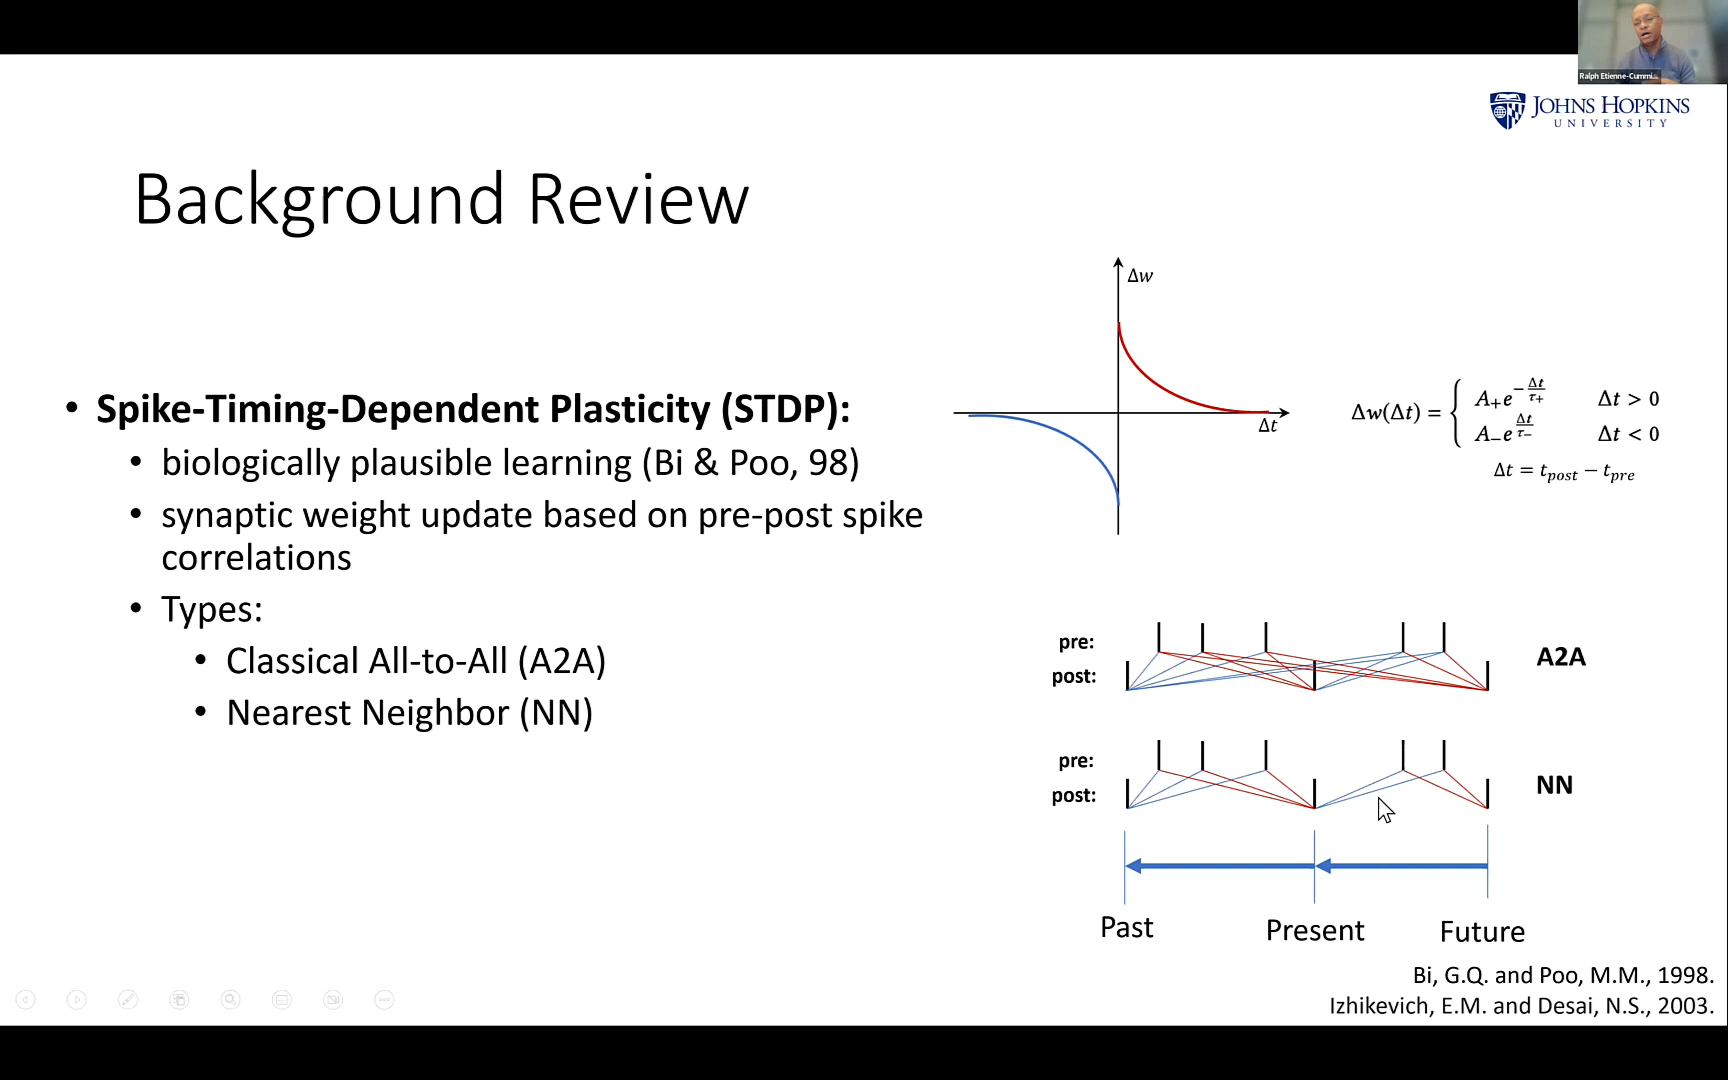 Ralph Etienne-Cummi...
JOHNS HOPKINS
UNIVERSITY
Background Review
• Spike-Timing-Dependent Plasticity (STDP):
• biologically plausible learning (Bi & Poo, 98)
• synaptic weight update based on pre-post spike
correlations
• Types:
• Classical All-to-All (A2A)
• Nearest Neighbor (NN)
Δw
Δt
Δw(Δt) = { A₊e^(−Δt/τ₊) Δt > 0
A₋e^(Δt/τ₋) Δt < 0
Δt = t_post − t_pre
pre:
post:
A2A
pre:
post:
NN
Past Present Future
Bi, G.Q. and Poo, M.M., 1998.
Izhikevich, E.M. and Desai, N.S., 2003.